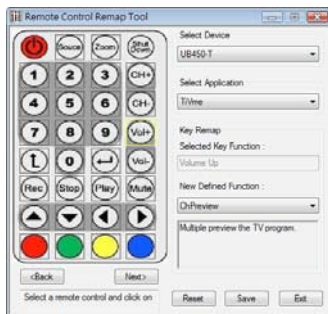 Remote Control Remap Tool
Souce
Zoom
Shut Down
1
2
3
CH+
4
5
6
CH-
7
8
9
Vol+
0
Vol-
Rec
Stop
Play
Mute
<Back
Next>
Select a remote control and click on
Select Device
UB450-T
Select Application
TiVme
Key Remap
Selected Key Function :
Volume Up
New Defined Function :
ChPreview
Multiple preview the TV program.
Reset
Save
Exit